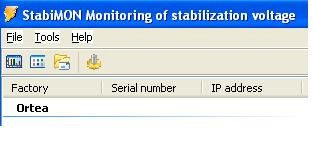 StabiMON Monitoring of stabilization voltage
File Tools Help
Factory Serial number IP address
Ortea